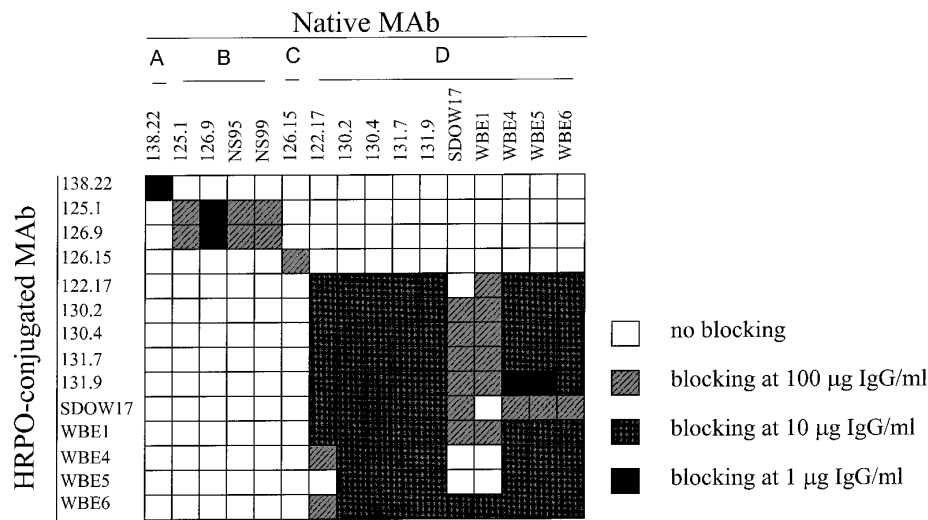 Native MAb
A B C D
138.22 125.1 126.9 NS95 NS99 126.15 122.17 130.2 130.4 131.7 131.9 SDOW17 WBE1 WBE4 WBE5 WBE6
HRPO-conjugated MAb
138.22
125.1
126.9
126.15
122.17
130.2
130.4
131.7
131.9
SDOW17
WBE1
WBE4
WBE5
WBE6
no blocking
blocking at 100 µg IgG/ml
blocking at 10 µg IgG/ml
blocking at 1 µg IgG/ml